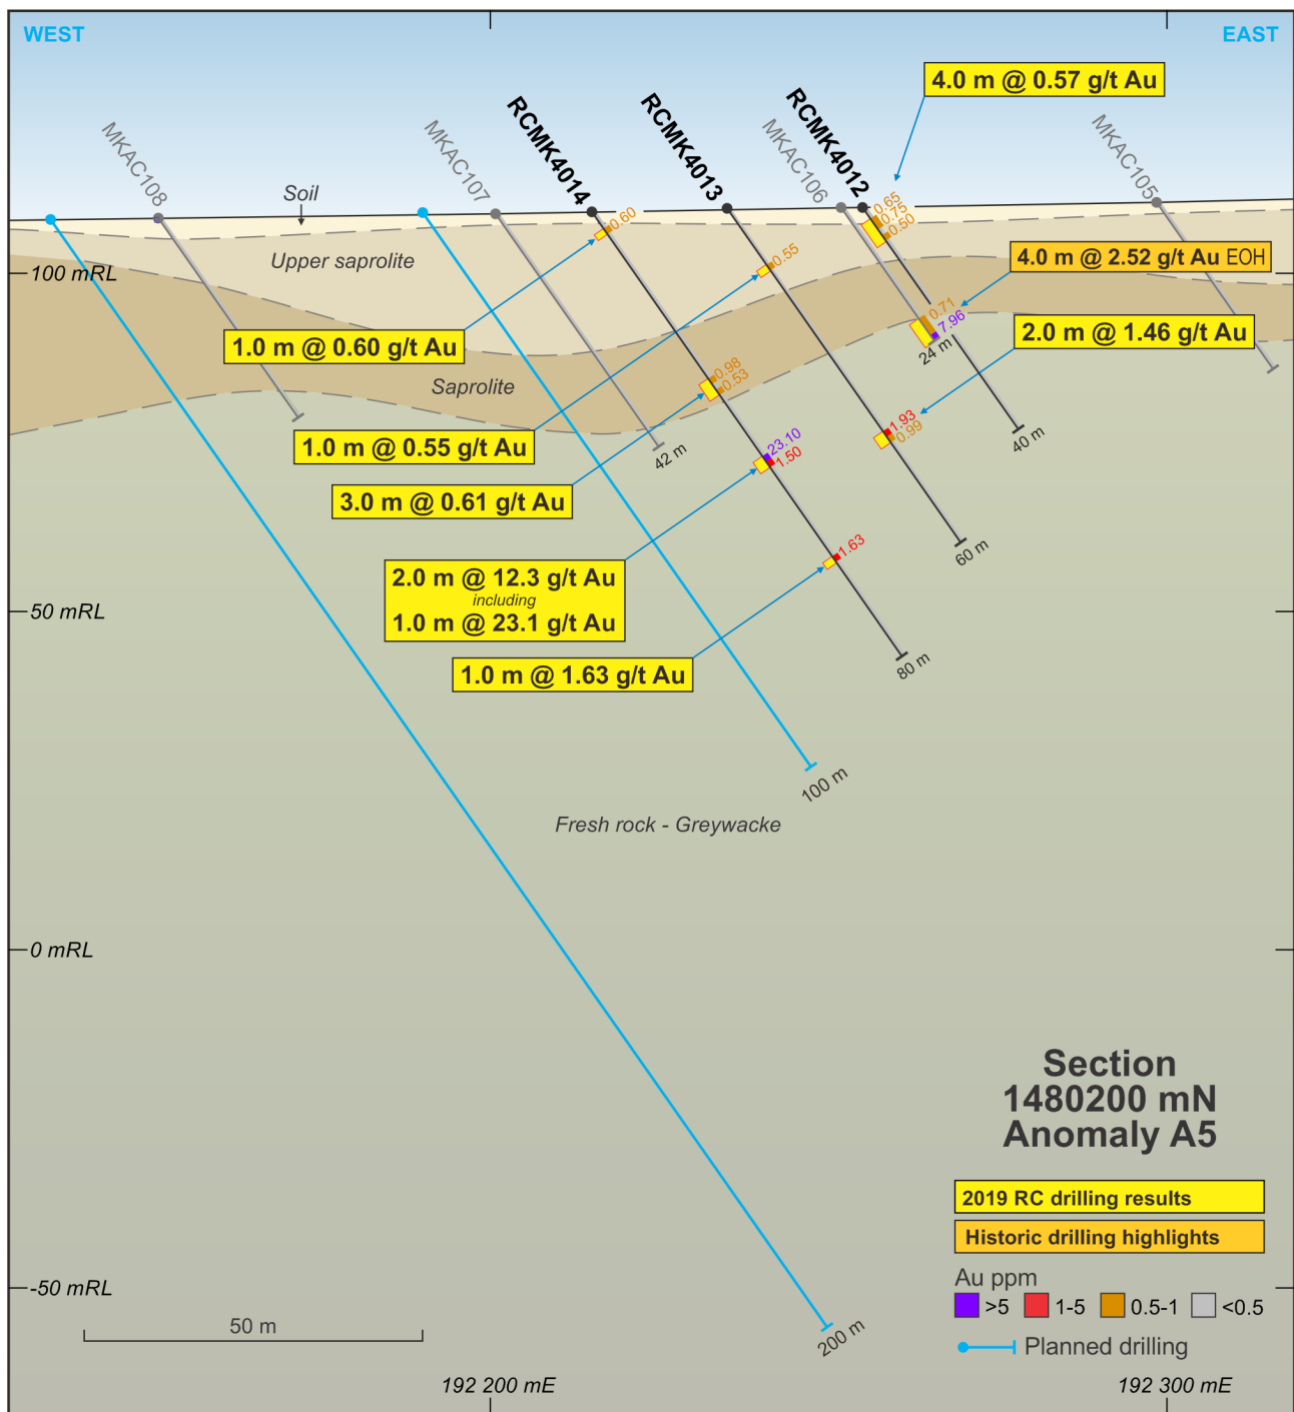 WEST
EAST
4.0 m @ 0.57 g/t Au
MKAC108
MKAC107
RCMK4014
RCMK4013
MKAC106
RCMK4012
MKAC105
Soil
0.60
0.65
0.75
0.50
Upper saprolite
0.55
4.0 m @ 2.52 g/t Au EOH
100 mRL
0.71
7.96
24 m
2.0 m @ 1.46 g/t Au
1.0 m @ 0.60 g/t Au
Saprolite
0.98
0.53
1.93
0.99
40 m
1.0 m @ 0.55 g/t Au
42 m
23.10
1.50
3.0 m @ 0.61 g/t Au
60 m
1.63
2.0 m @ 12.3 g/t Au
including
1.0 m @ 23.1 g/t Au
50 mRL
1.0 m @ 1.63 g/t Au
80 m
100 m
Fresh rock - Greywacke
0 mRL
Section
1480200 mN
Anomaly A5
2019 RC drilling results
Historic drilling highlights
Au ppm
>5 1-5 0.5-1 <0.5
Planned drilling
-50 mRL
50 m
200 m
192 200 mE
192 300 mE